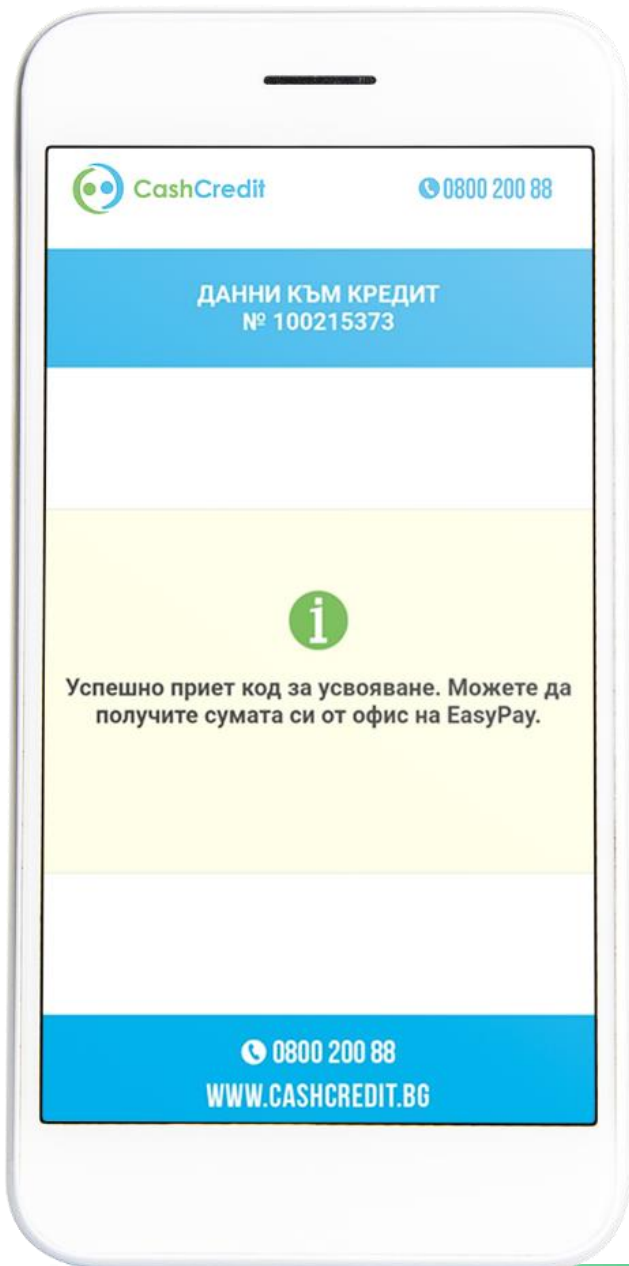 CashCredit
0800 200 88
ДАННИ КЪМ КРЕДИТ
№ 100215373
Успешно приет код за усвояване. Можете да
получите сумата си от офис на EasyPay.
0800 200 88
WWW.CASHCREDIT.BG